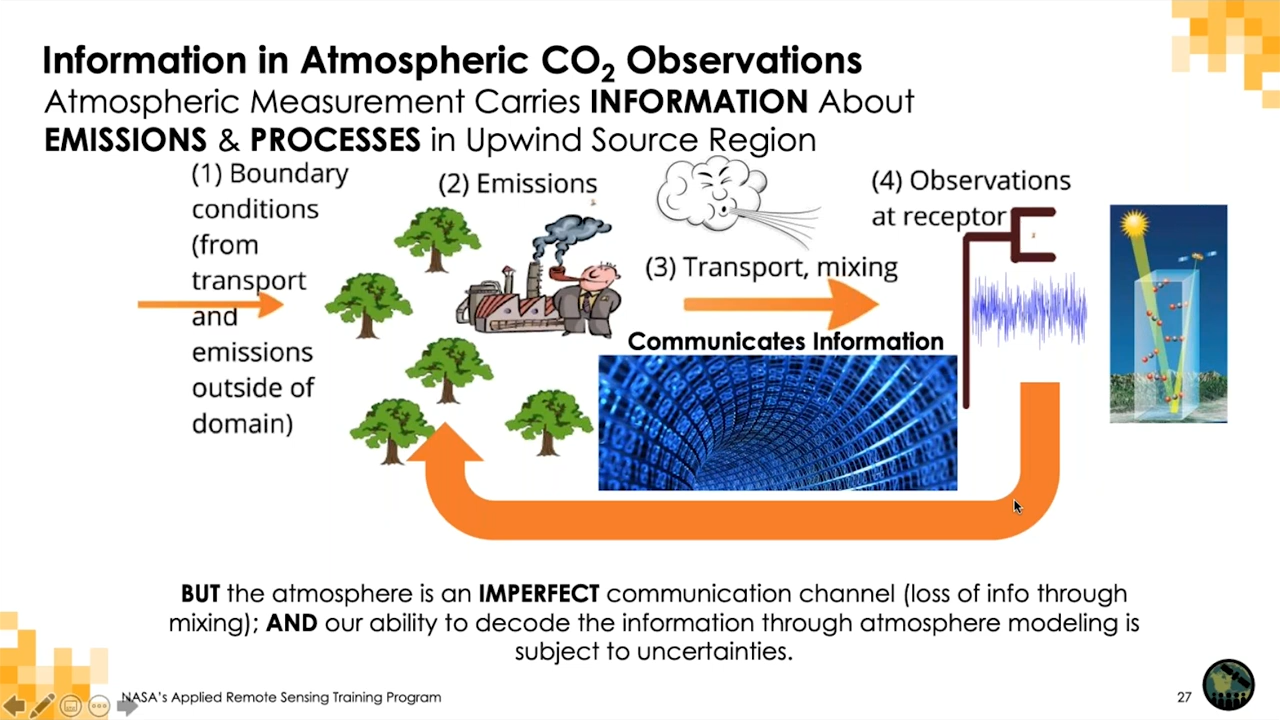 Information in Atmospheric CO₂ Observations
Atmospheric Measurement Carries INFORMATION About
EMISSIONS & PROCESSES in Upwind Source Region
(1) Boundary
conditions
(from
transport
and
emissions
outside of
domain)
(2) Emissions
(3) Transport, mixing
Communicates Information
(4) Observations
at receptor
BUT the atmosphere is an IMPERFECT communication channel (loss of info through
mixing); AND our ability to decode the information through atmosphere modeling is
subject to uncertainties.
NASA's Applied Remote Sensing Training Program
27